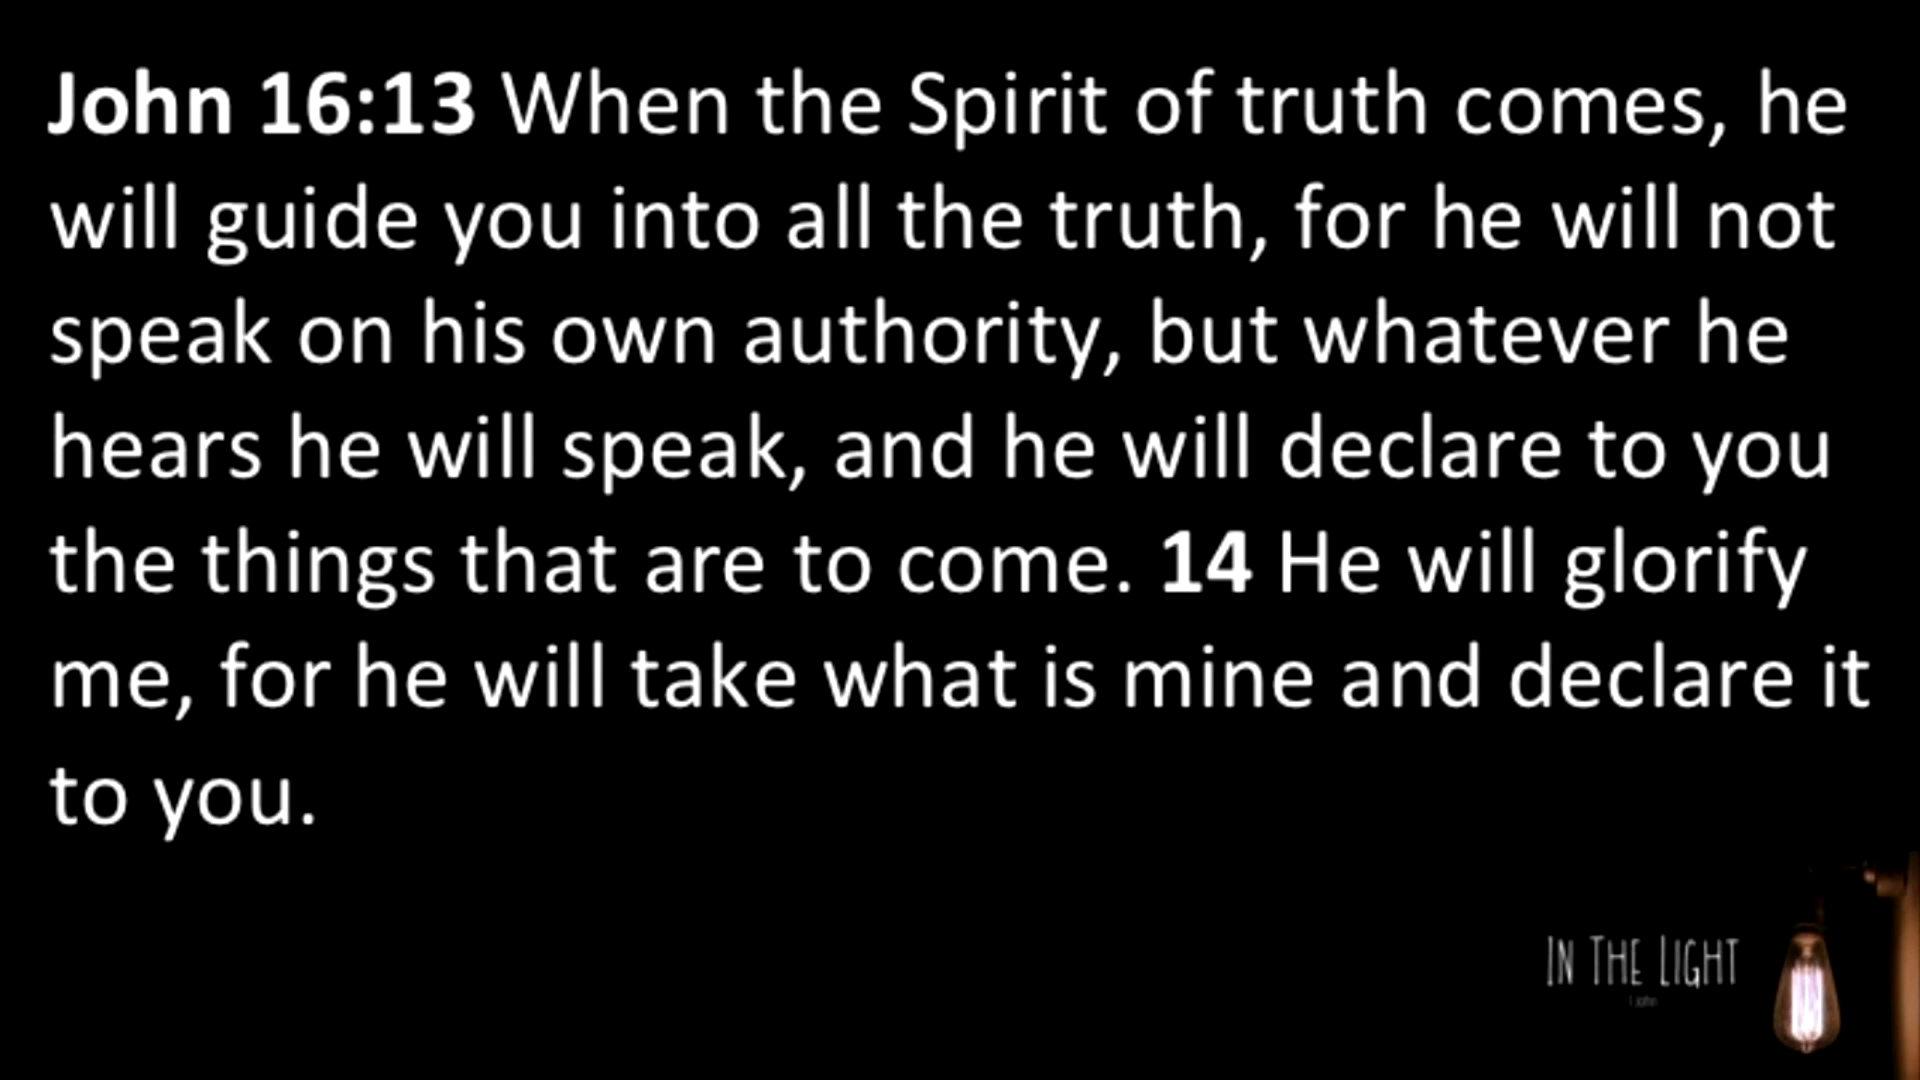 John 16:13 When the Spirit of truth comes, he
will guide you into all the truth, for he will not
speak on his own authority, but whatever he
hears he will speak, and he will declare to you
the things that are to come. 14 He will glorify
me, for he will take what is mine and declare it
to you.
IN THE LIGHT
1 John